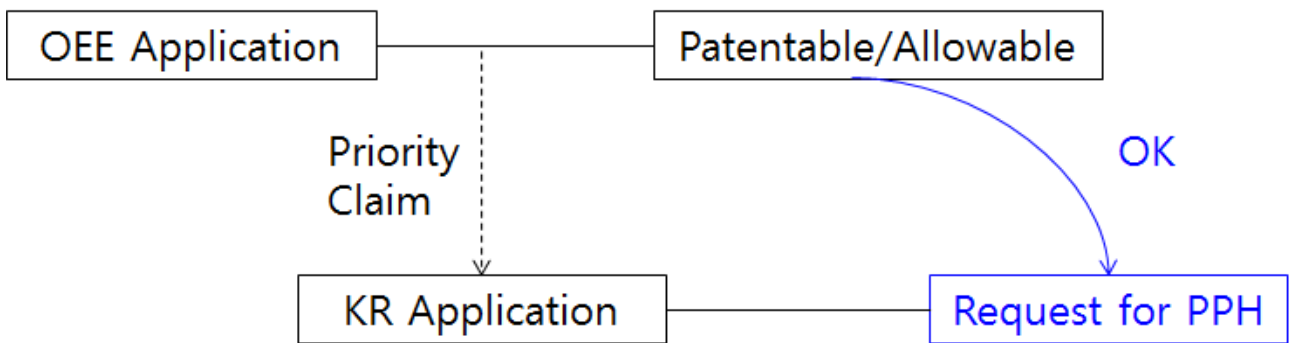 OEE Application
Patentable/Allowable
Priority
Claim
OK
KR Application
Request for PPH